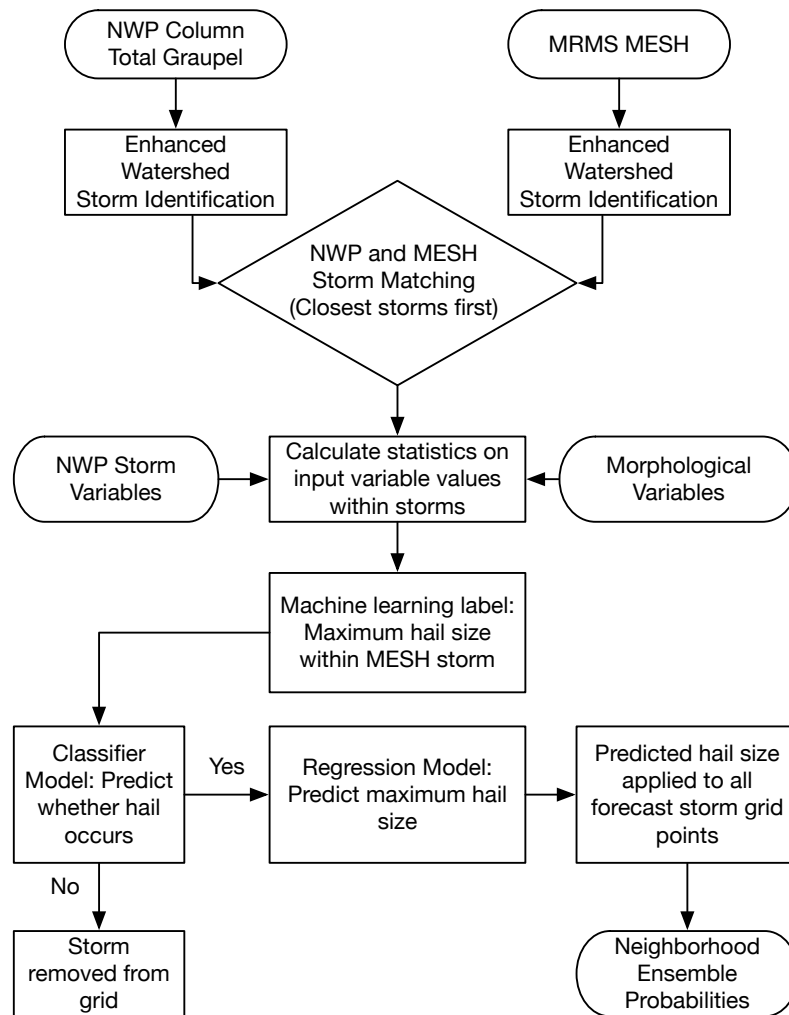 NWP Column
Total Graupel
MRMS MESH
Enhanced
Watershed
Storm Identification
Enhanced
Watershed
Storm Identification
NWP and MESH
Storm Matching
(Closest storms first)
NWP Storm
Variables
Calculate statistics on
input variable values
within storms
Morphological
Variables
Machine learning label:
Maximum hail size
within MESH storm
Classifier
Model: Predict
whether hail
occurs
Yes
Regression Model:
Predict maximum hail
size
Predicted hail size
applied to all
forecast storm grid
points
No
Storm
removed from
grid
Neighborhood
Ensemble
Probabilities